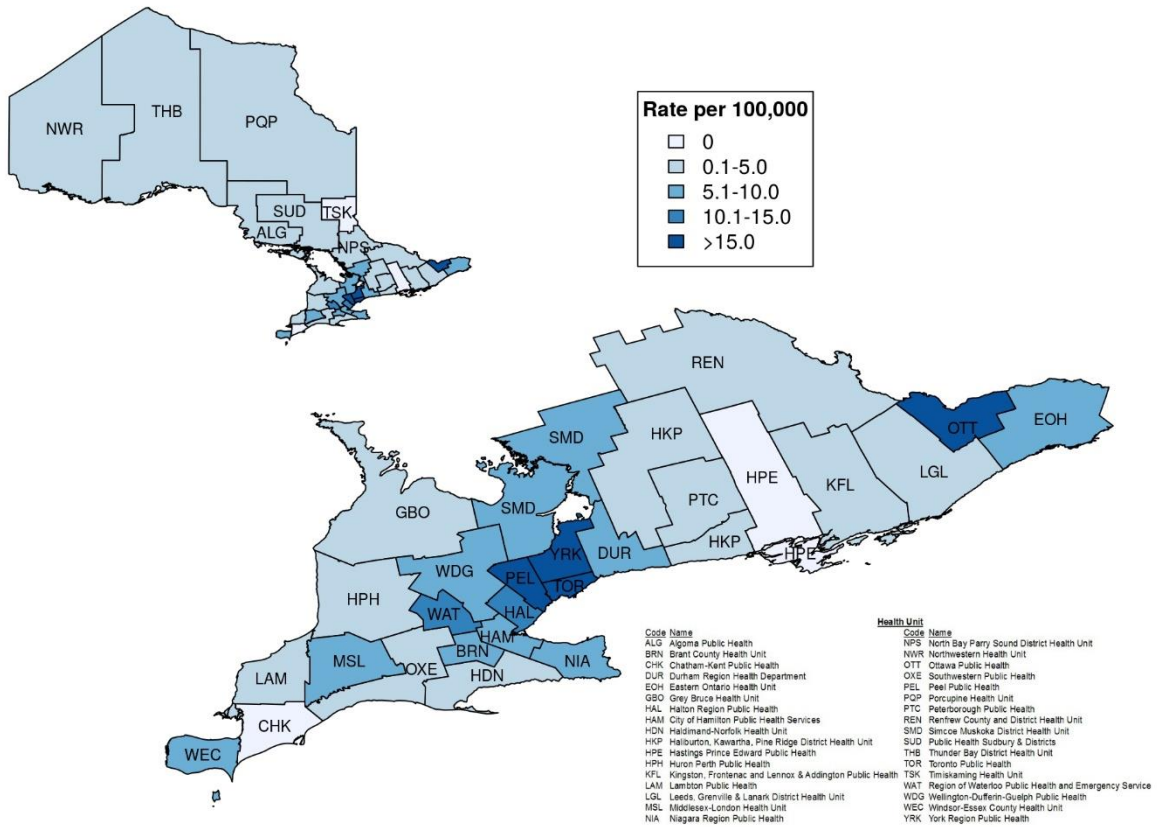 NWR
THB
PQP
SUD
TSK
ALG
NPS
Rate per 100,000
0
0.1-5.0
5.1-10.0
10.1-15.0
>15.0
REN
OTT
EOH
SMD
HKP
LGL
HPE
KFL
PTC
GBO
SMD
HKP
HPE
YRK
DUR
WDG
PEL
TOR
HPH
WAT
HAL
HAM
BRN
MSL
OXE
NIA
HDN
LAM
CHK
WEC
Health Unit
Code Name
ALG Algoma Public Health
BRN Brant County Health Unit
CHK Chatham-Kent Public Health
DUR Durham Region Health Department
EOH Eastern Ontario Health Unit
GBO Grey Bruce Health Unit
HAL Halton Region Public Health
HAM City of Hamilton Public Health Services
HDN Haldimand-Norfolk Health Unit
HKP Haliburton, Kawartha, Pine Ridge District Health Unit
HPE Hastings Prince Edward Public Health
HPH Huron Perth Public Health
KFL Kingston, Frontenac and Lennox & Addington Public Health
LAM Lambton Public Health
LGL Leeds, Grenville & Lanark District Health Unit
MSL Middlesex-London Health Unit
NIA Niagara Region Public Health
Code Name
NPS North Bay Parry Sound District Health Unit
NWR Northwestern Health Unit
OTT Ottawa Public Health
OXE Southwestern Public Health
PEL Peel Public Health
PQP Porcupine Health Unit
PTC Peterborough Public Health
REN Renfrew County and District Health Unit
SMD Simcoe Muskoka District Health Unit
SUD Public Health Sudbury & Districts
THB Thunder Bay District Health Unit
TOR Toronto Public Health
TSK Timiskaming Health Unit
WAT Region of Waterloo Public Health and Emergency Service
WDG Wellington-Dufferin-Guelph Public Health
WEC Windsor-Essex County Health Unit
YRK York Region Public Health